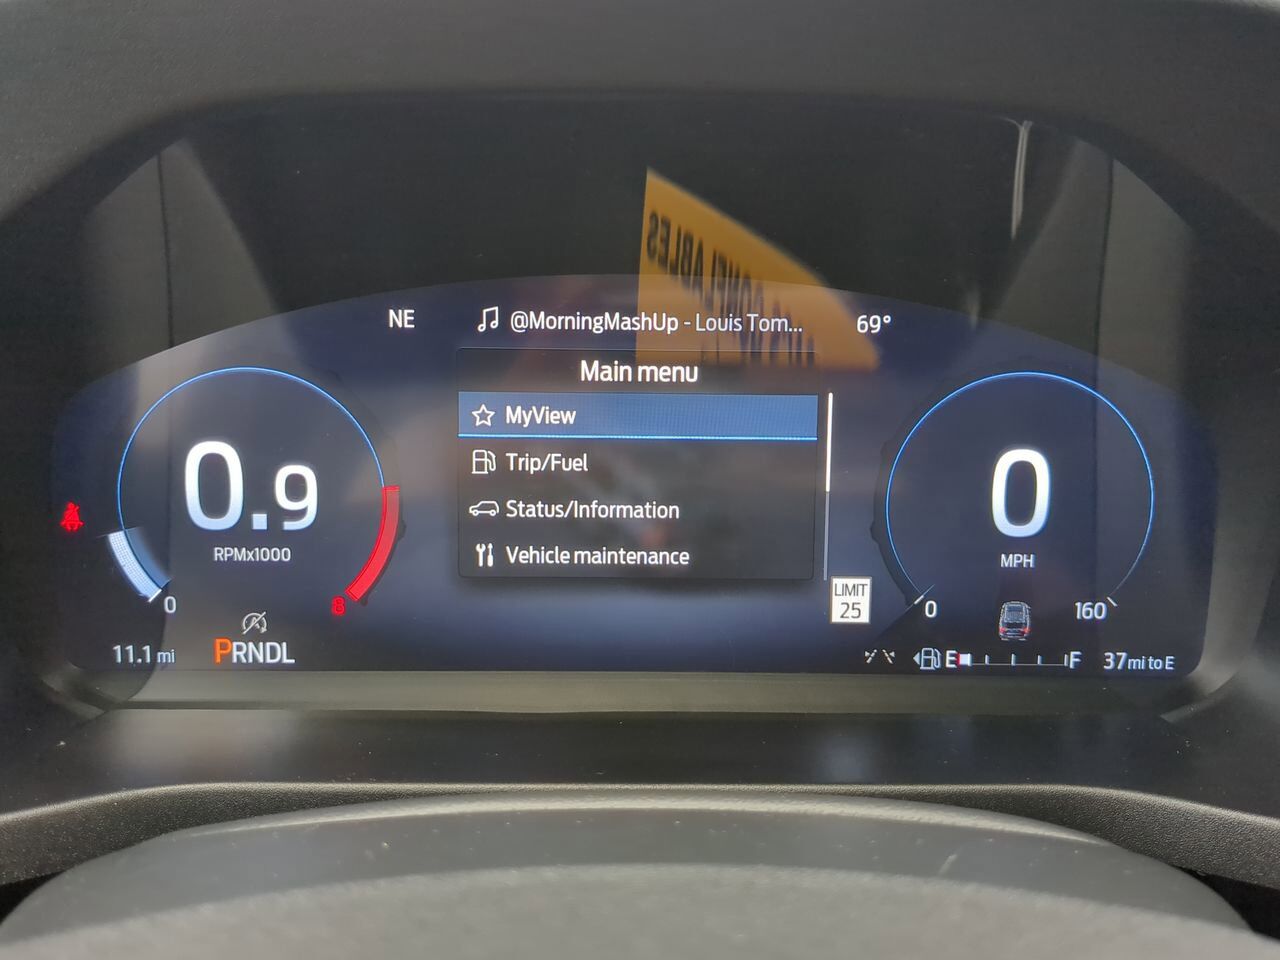 NE
@MorningMashUp - Louis Tom...
69°
Main menu
MyView
Trip/Fuel
Status/Information
Vehicle maintenance
0.9
RPMx1000
0
8
11.1 mi
PRNDL
LIMIT
25
0
MPH
0
160
E
F
37 mi to E